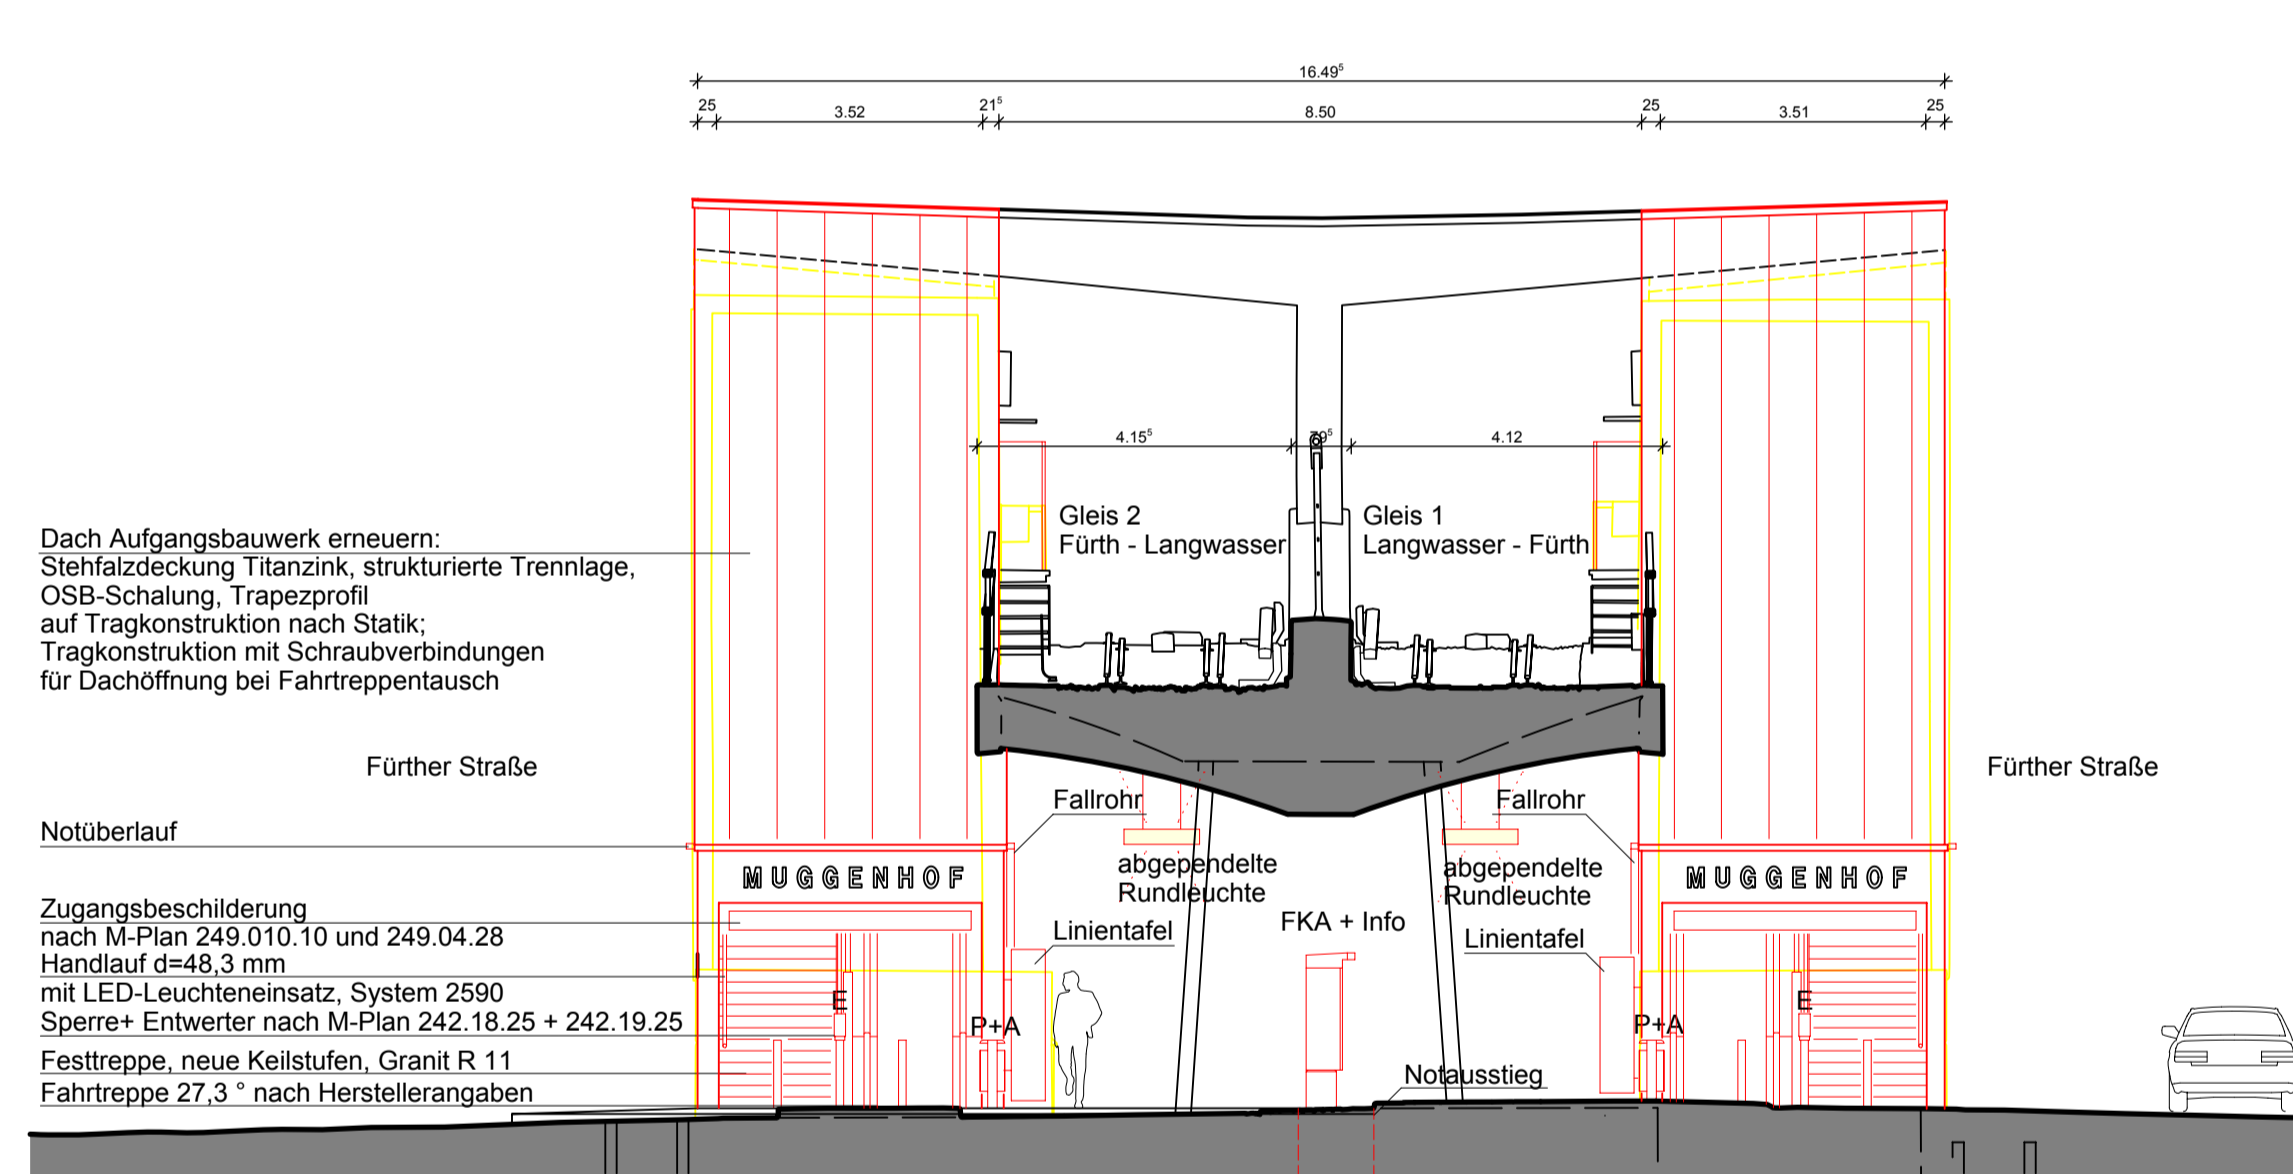 16.49⁵
25 3.52 21⁵ 8.50 25 3.51 25
4.15⁵ 79⁵ 4.12
Gleis 2
Fürth - Langwasser
Gleis 1
Langwasser - Fürth
Dach Aufgangsbauwerk erneuern:
Stehfalzdeckung Titanzink, strukturierte Trennlage,
OSB-Schalung, Trapezprofil
auf Tragkonstruktion nach Statik;
Tragkonstruktion mit Schraubverbindungen
für Dachöffnung bei Fahrtreppentausch
Fürther Straße
Fürther Straße
Notüberlauf
Fallrohr
Fallrohr
MUGGENHOF
MUGGENHOF
abgependelte
Rundleuchte
abgependelte
Rundleuchte
Zugangsbeschilderung
nach M-Plan 249.010.10 und 249.04.28
Handlauf d=48,3 mm
mit LED-Leuchteneinsatz, System 2590
Sperre+ Entwerter nach M-Plan 242.18.25 + 242.19.25
Festtreppe, neue Keilstufen, Granit R 11
Fahrtreppe 27,3 ° nach Herstellerangaben
Linientafel
FKA + Info
Linientafel
E
E
P+A
P+A
Notausstieg